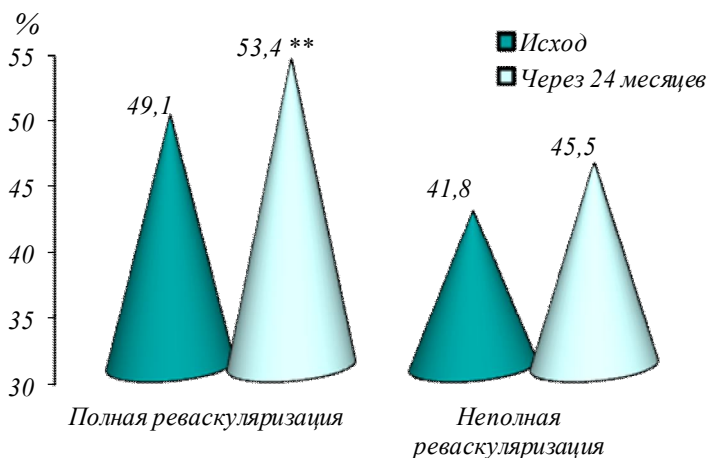 %
55
50
45
40
35
30
49,1
53,4 **
41,8
45,5
Исход
Через 24 месяцев
Полная реваскуляризация
Неполная
реваскуляризация